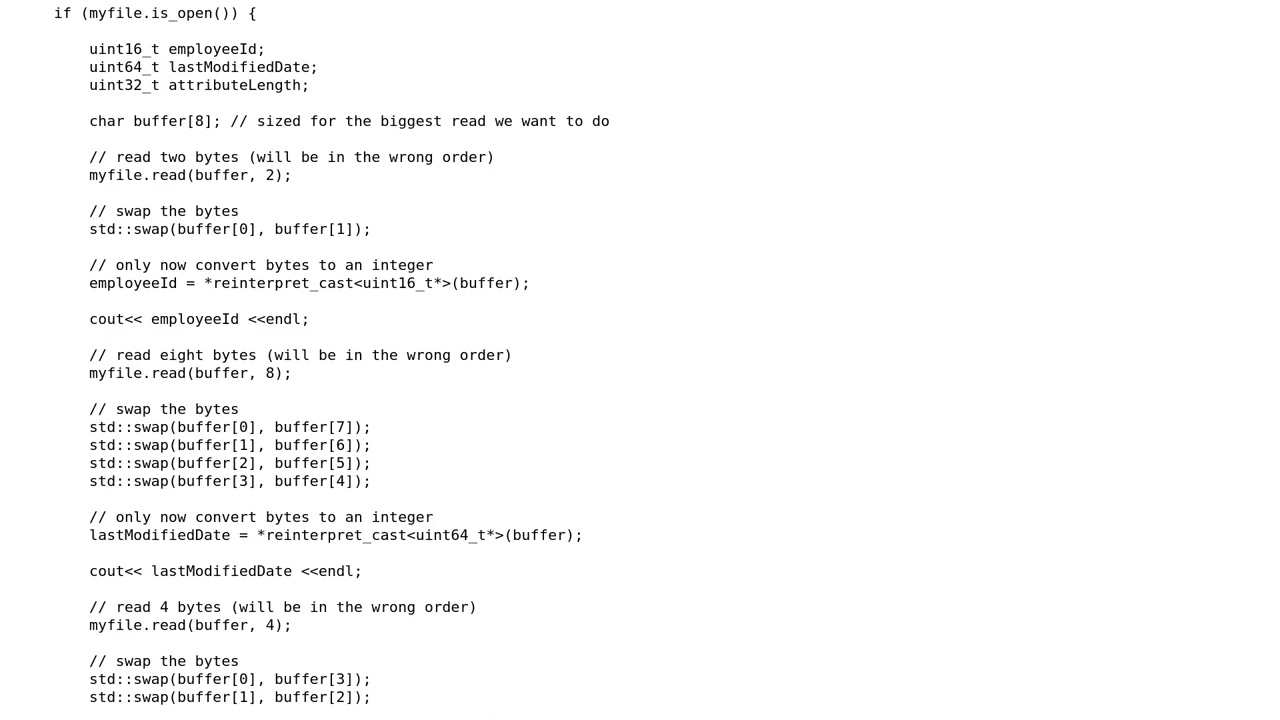 if (myfile.is_open()) {
uint16_t employeeId;
uint64_t lastModifiedDate;
uint32_t attributeLength;
char buffer[8]; // sized for the biggest read we want to do
// read two bytes (will be in the wrong order)
myfile.read(buffer, 2);
// swap the bytes
std::swap(buffer[0], buffer[1]);
// only now convert bytes to an integer
employeeId = *reinterpret_cast<uint16_t*>(buffer);
cout<< employeeId <<endl;
// read eight bytes (will be in the wrong order)
myfile.read(buffer, 8);
// swap the bytes
std::swap(buffer[0], buffer[7]);
std::swap(buffer[1], buffer[6]);
std::swap(buffer[2], buffer[5]);
std::swap(buffer[3], buffer[4]);
// only now convert bytes to an integer
lastModifiedDate = *reinterpret_cast<uint64_t*>(buffer);
cout<< lastModifiedDate <<endl;
// read 4 bytes (will be in the wrong order)
myfile.read(buffer, 4);
// swap the bytes
std::swap(buffer[0], buffer[3]);
std::swap(buffer[1], buffer[2]);